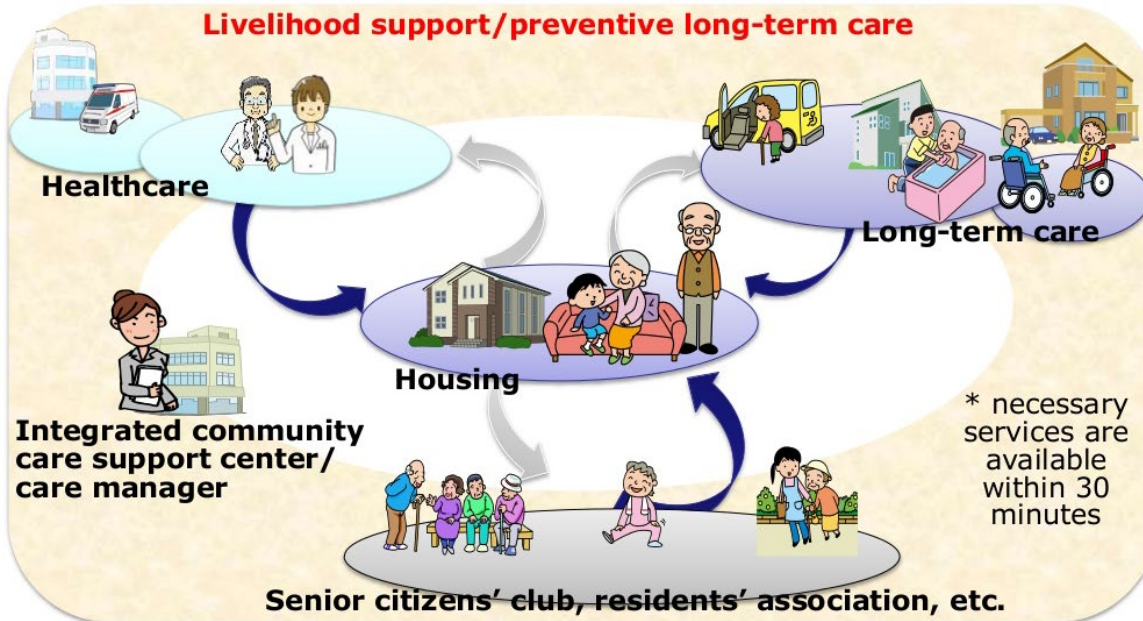 Livelihood support/preventive long-term care
Healthcare
Long-term care
Housing
Integrated community
care support center/
care manager
* necessary
services are
available
within 30
minutes
Senior citizens’ club, residents’ association, etc.